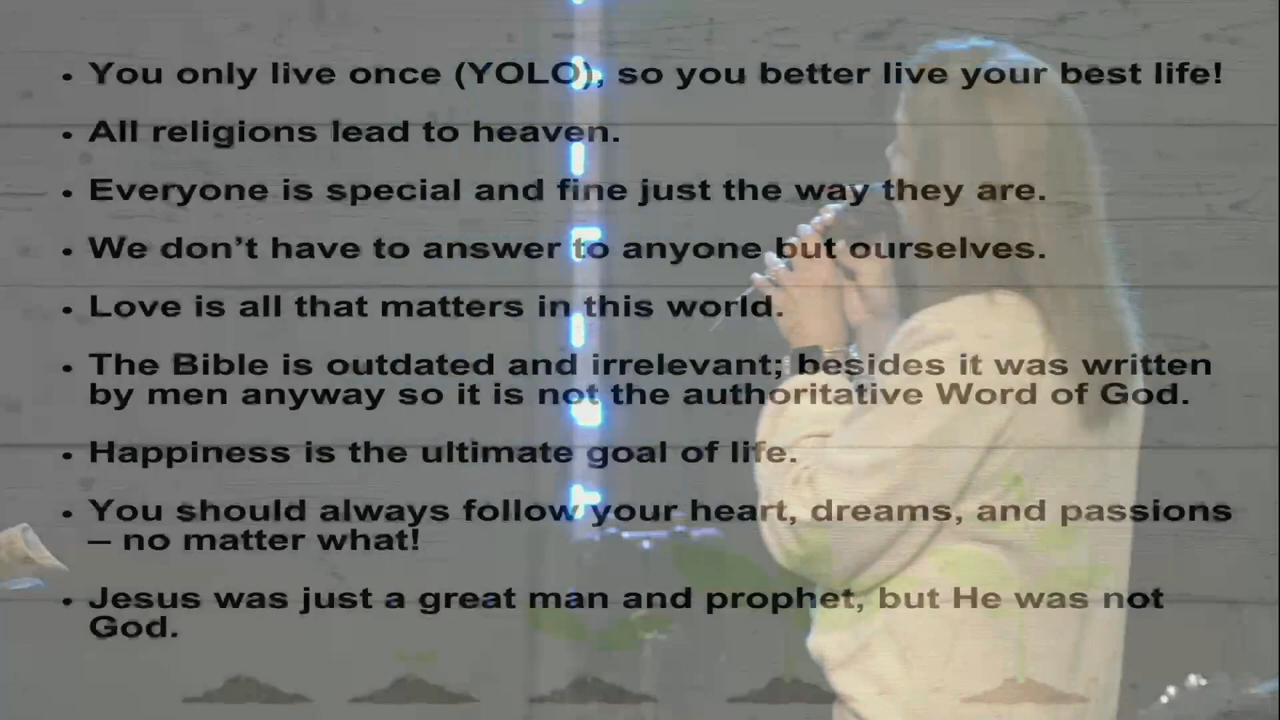 • You only live once (YOLO), so you better live your best life!
• All religions lead to heaven.
• Everyone is special and fine just the way they are.
• We don’t have to answer to anyone but ourselves.
• Love is all that matters in this world.
• The Bible is outdated and irrelevant; besides it was written
by men anyway so it is not the authoritative Word of God.
• Happiness is the ultimate goal of life.
• You should always follow your heart, dreams, and passions
– no matter what!
• Jesus was just a great man and prophet, but He was not
God.